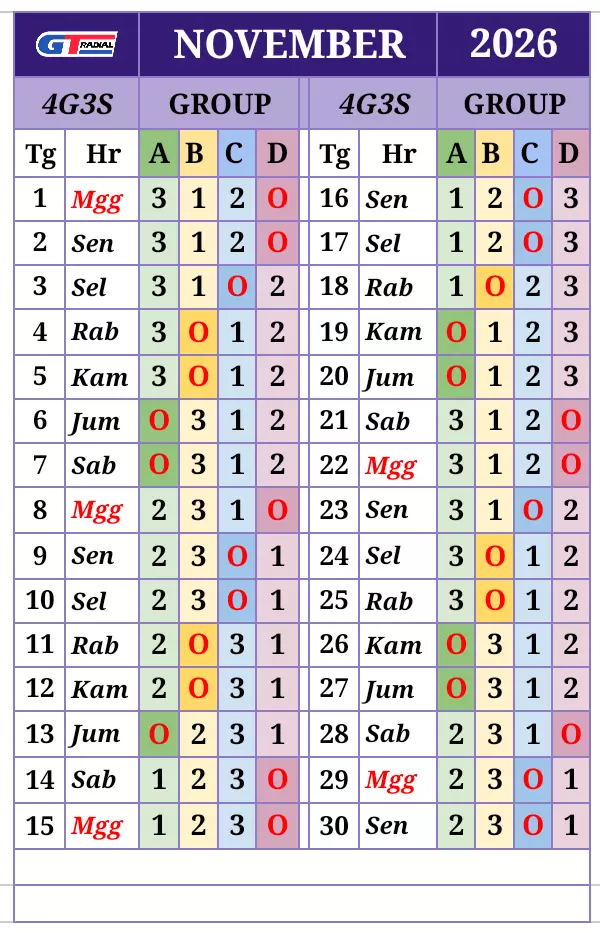 GT RADIAL NOVEMBER 2026
4G3S GROUP 4G3S GROUP
Tg Hr A B C D Tg Hr A B C D
1 Mgg 3 1 2 O 16 Sen 1 2 O 3
2 Sen 3 1 2 O 17 Sel 1 2 O 3
3 Sel 3 1 O 2 18 Rab 1 O 2 3
4 Rab 3 O 1 2 19 Kam O 1 2 3
5 Kam 3 O 1 2 20 Jum O 1 2 3
6 Jum O 3 1 2 21 Sab 3 1 2 O
7 Sab O 3 1 2 22 Mgg 3 1 2 O
8 Mgg 2 3 1 O 23 Sen 3 1 O 2
9 Sen 2 3 O 1 24 Sel 3 O 1 2
10 Sel 2 3 O 1 25 Rab 3 O 1 2
11 Rab 2 O 3 1 26 Kam O 3 1 2
12 Kam 2 O 3 1 27 Jum O 3 1 2
13 Jum O 2 3 1 28 Sab 2 3 1 O
14 Sab 1 2 3 O 29 Mgg 2 3 O 1
15 Mgg 1 2 3 O 30 Sen 2 3 O 1